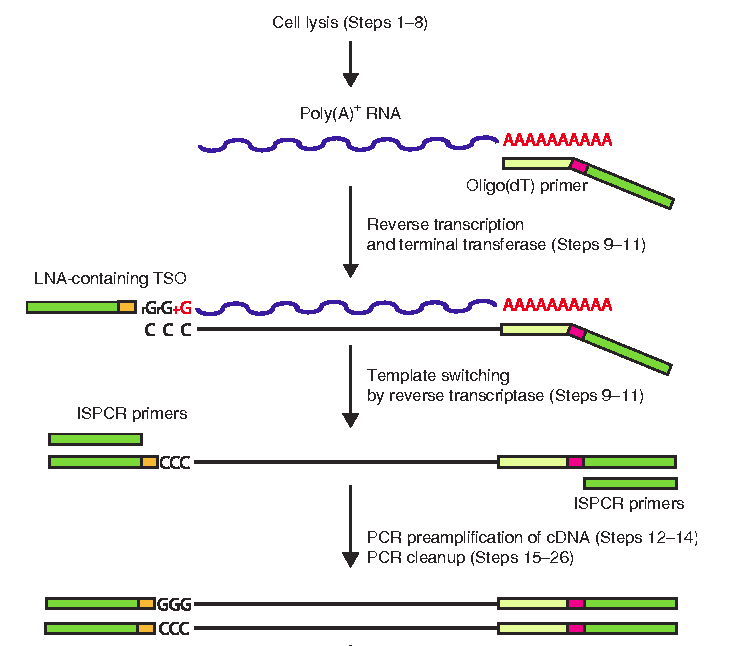 Cell lysis (Steps 1–8)
Poly(A)+ RNA
AAAAAAAAAA
Oligo(dT) primer
Reverse transcription
and terminal transferase (Steps 9–11)
LNA-containing TSO
rGrG+G
AAAAAAAAAA
C C C
Template switching
by reverse transcriptase (Steps 9–11)
ISPCR primers
CCC
ISPCR primers
PCR preamplification of cDNA (Steps 12–14)
PCR cleanup (Steps 15–26)
GGG
CCC